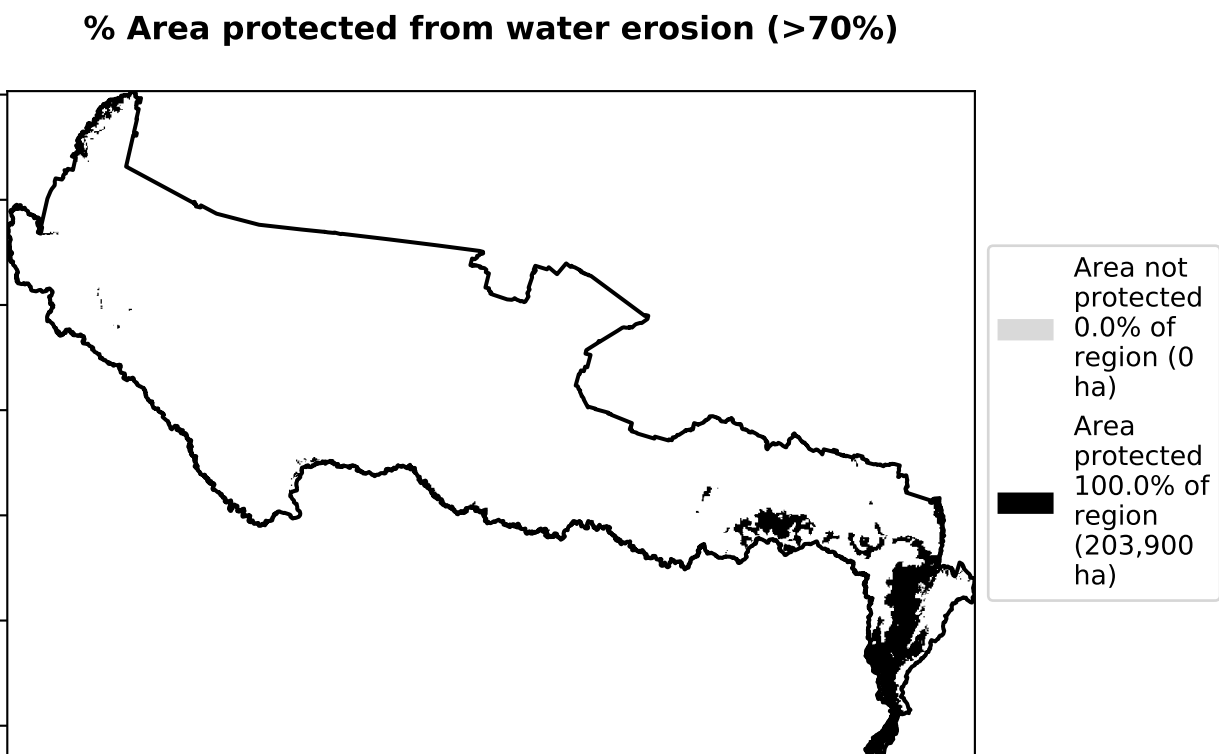 % Area protected from water erosion (>70%)
Area not
protected
0.0% of
region (0
ha)
Area
protected
100.0% of
region
(203,900
ha)